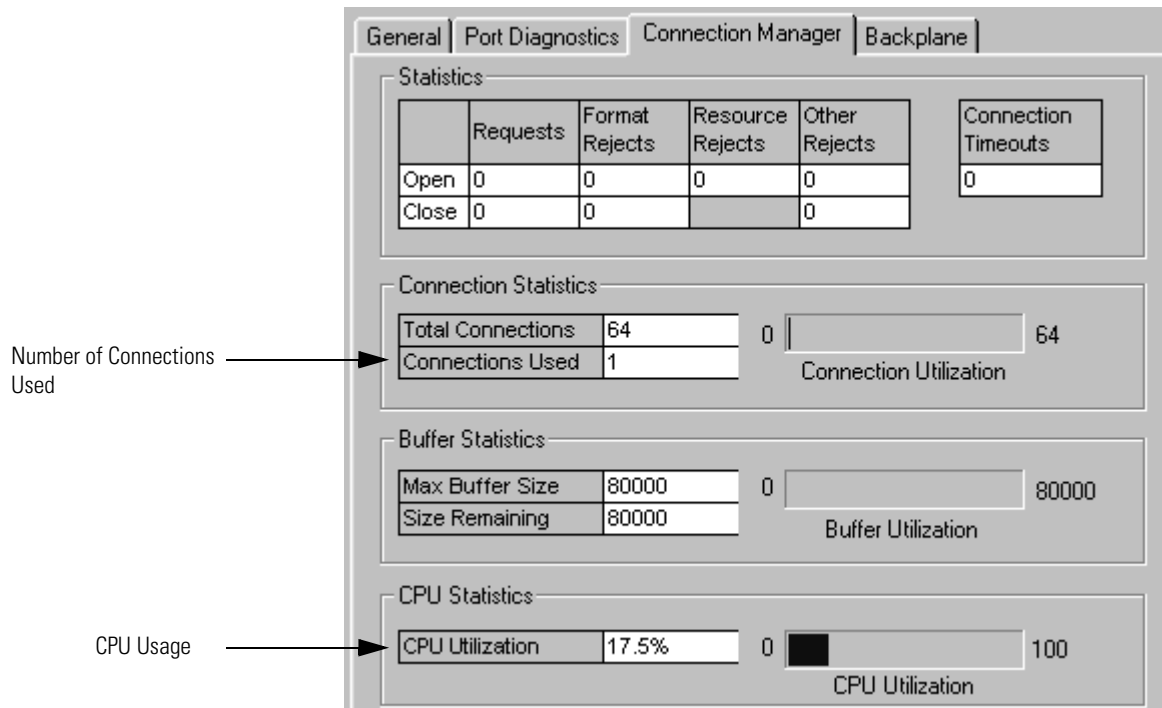 General Port Diagnostics Connection Manager Backplane
Statistics
Requests Format Rejects Resource Rejects Other Rejects Connection Timeouts
Open 0 0 0 0 0
Close 0 0 0
Connection Statistics
Total Connections 64 0 64
Number of Connections Used
Connections Used 1
Connection Utilization
Buffer Statistics
Max Buffer Size 80000 0 80000
Size Remaining 80000
Buffer Utilization
CPU Statistics
CPU Usage
CPU Utilization 17.5% 0 100
CPU Utilization